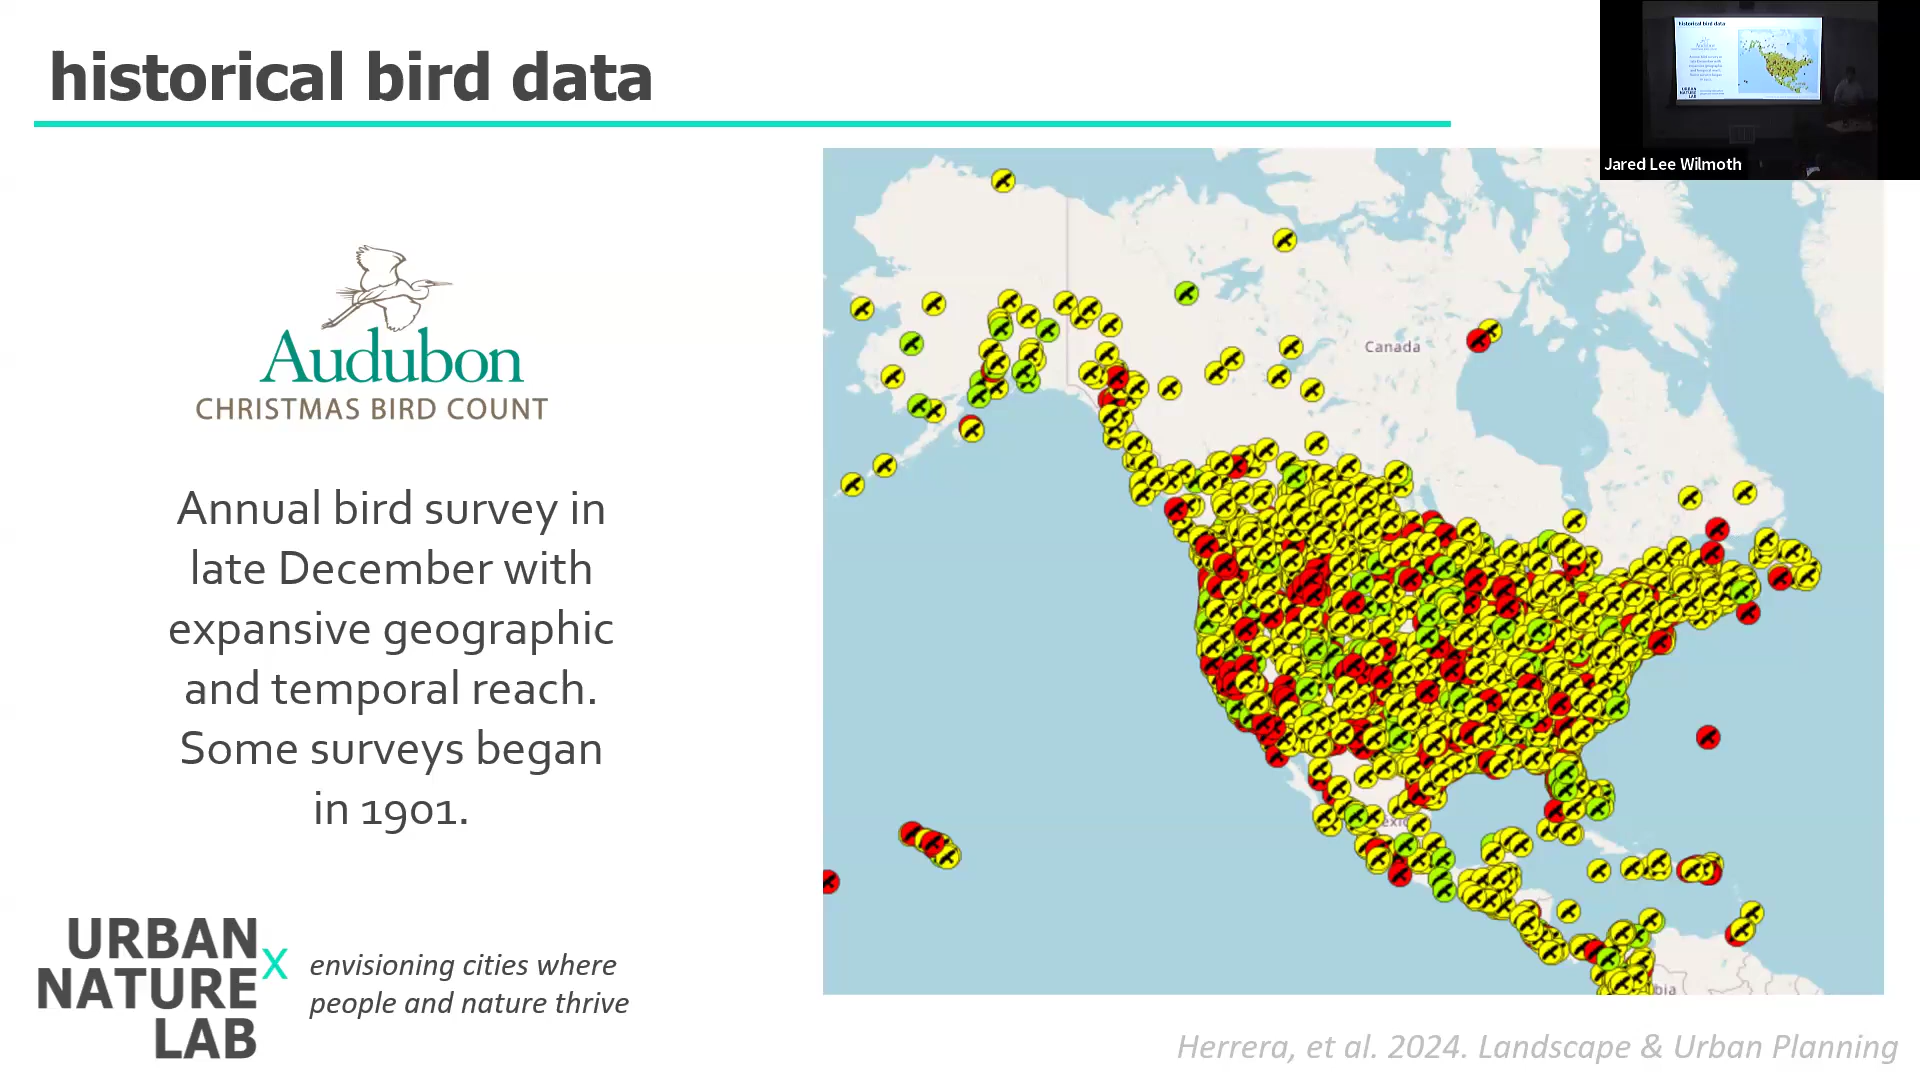 historical bird data
Jared Lee Wilmoth
Audubon
CHRISTMAS BIRD COUNT
Annual bird survey in
late December with
expansive geographic
and temporal reach.
Some surveys began
in 1901.
Canada
URBAN
NATURE
LAB
x
envisioning cities where
people and nature thrive
Herrera, et al. 2024. Landscape & Urban Planning